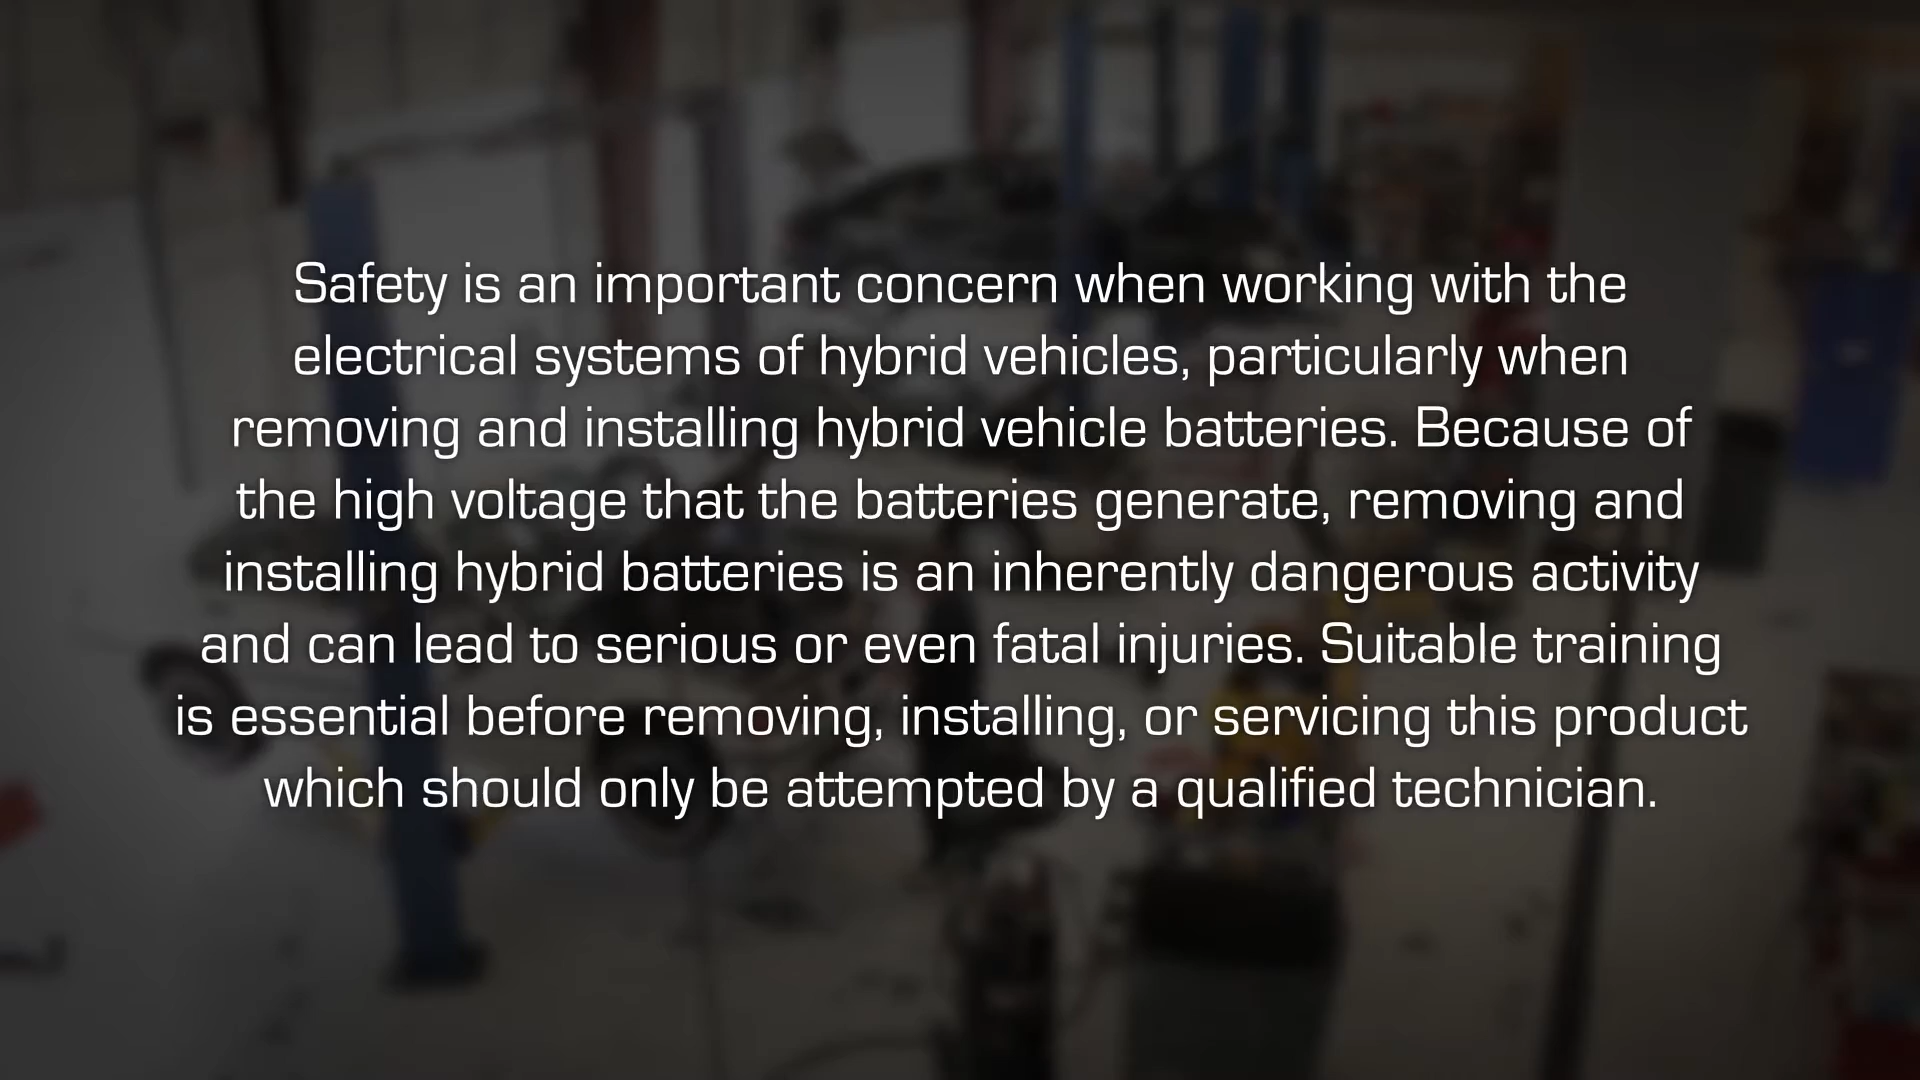 Safety is an important concern when working with the
electrical systems of hybrid vehicles, particularly when
removing and installing hybrid vehicle batteries. Because of
the high voltage that the batteries generate, removing and
installing hybrid batteries is an inherently dangerous activity
and can lead to serious or even fatal injuries. Suitable training
is essential before removing, installing, or servicing this product
which should only be attempted by a qualified technician.